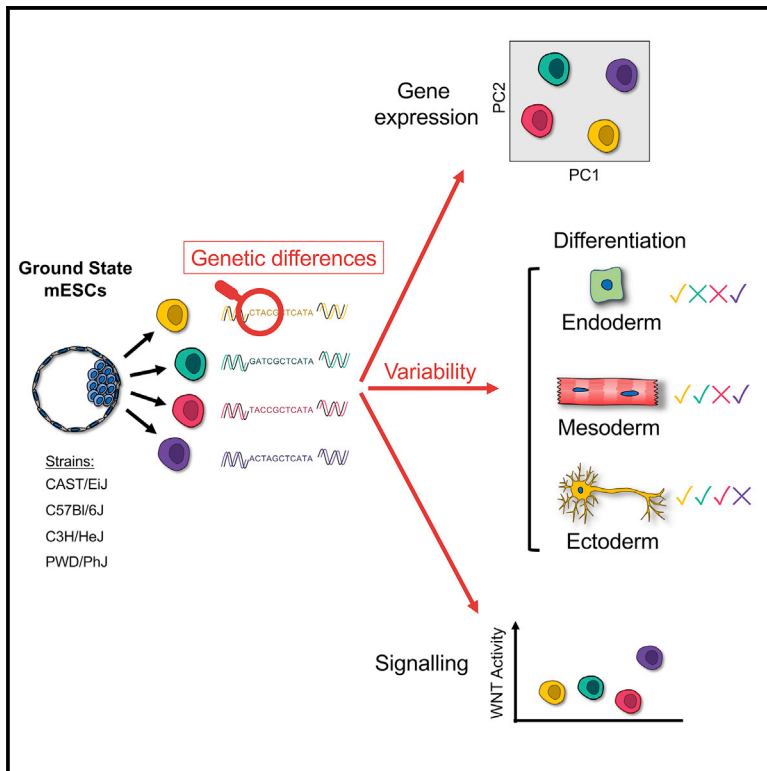 Gene
expression
PC2
PC1
Ground State
mESCs
Genetic differences
CTACGCTCATA
GATCGCTCATA
TACCGCTCATA
ACTAGCTCATA
Strains:
CAST/EiJ
C57Bl/6J
C3H/HeJ
PWD/PhJ
Variability
Differentiation
Endoderm
Mesoderm
Ectoderm
Signalling
WNT Activity